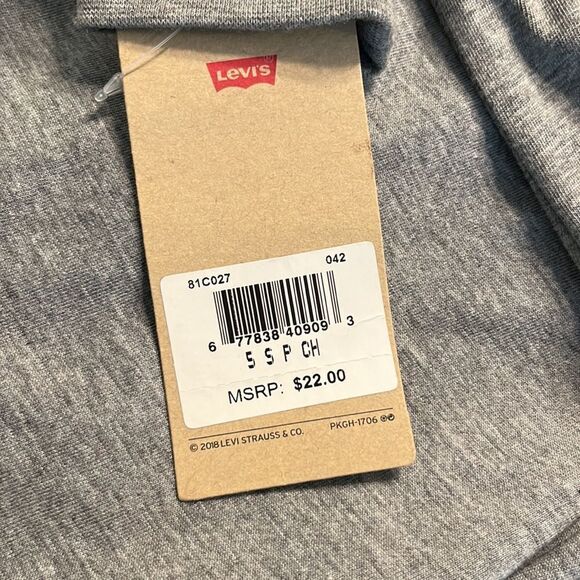 Levi's
81C027 042
6 77838 40909 3
5 S P CH
MSRP: $22.00
© 2018 LEVI STRAUSS & CO. PKGH-1706